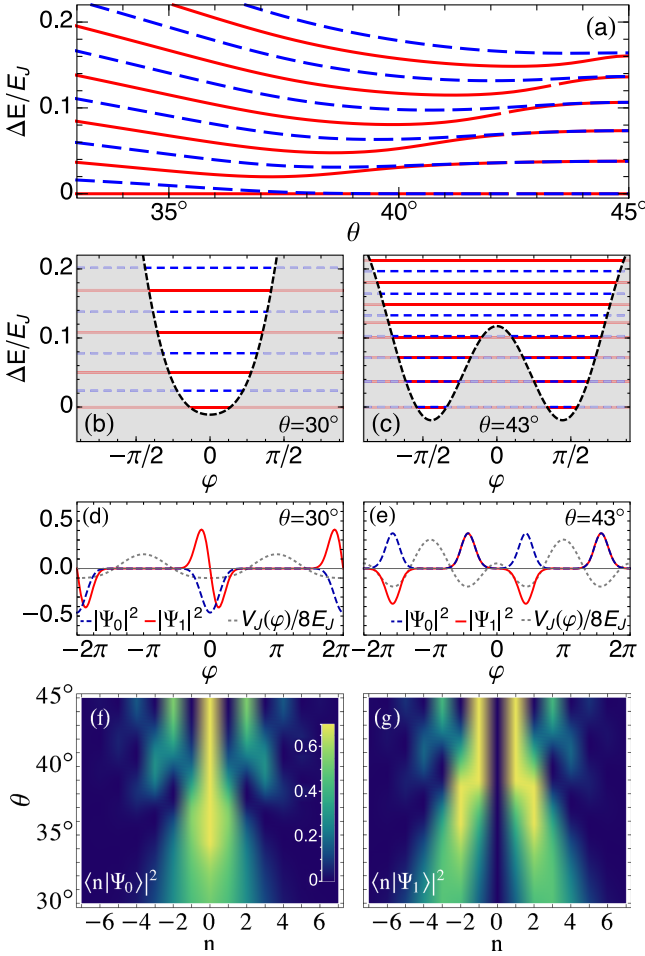 0.2
(a)
ΔE/E_J
0.1
0
35°
40°
45°
θ
0.2
ΔE/E_J
0.1
0
(b)
θ=30°
(c)
θ=43°
−π/2
0
π/2
−π/2
0
π/2
φ
φ
0.5
(d)
θ=30°
(e)
θ=43°
0.0
−0.5
|Ψ_0|^2
|Ψ_1|^2
V_J(φ)/8E_J
|Ψ_0|^2
|Ψ_1|^2
V_J(φ)/8E_J
−2π
−π
π
2π
−2π
−π
π
2π
φ
φ
45°
(f)
(g)
0.6
40°
0.4
θ
35°
0.2
0
⟨n|Ψ_0⟩|^2
⟨n|Ψ_1⟩|^2
30°
−6 −4 −2 0 2 4 6
−6 −4 −2 0 2 4 6
n
n